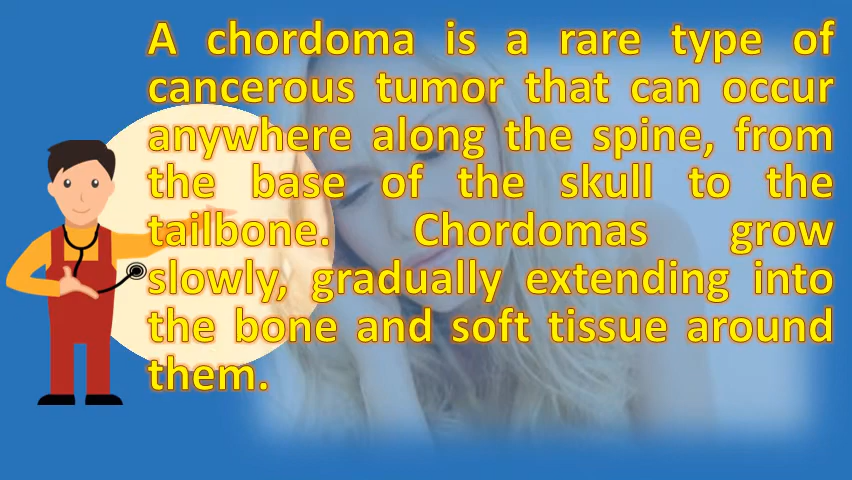 A chordoma is a rare type of
cancerous tumor that can occur
anywhere along the spine, from
the base of the skull to the
tailbone. Chordomas grow
slowly, gradually extending into
the bone and soft tissue around
them.